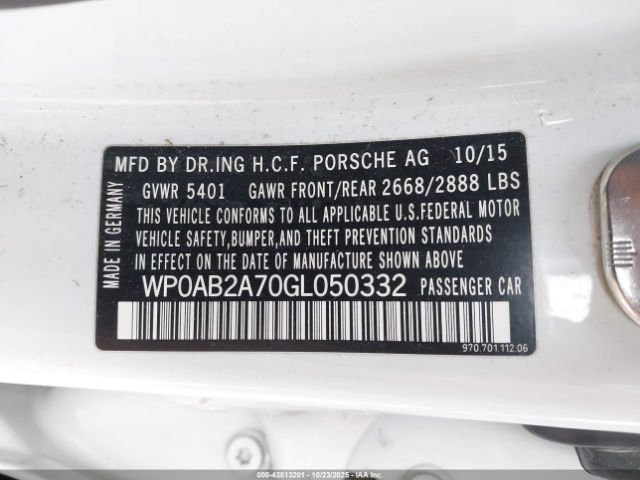 MFD BY DR.ING H.C.F. PORSCHE AG 10/15
GVWR 5401 GAWR FRONT/REAR 2668/2888 LBS
THIS VEHICLE CONFORMS TO ALL APPLICABLE U.S.FEDERAL MOTOR
VEHICLE SAFETY,BUMPER,AND THEFT PREVENTION STANDARDS
IN EFFECT ON THE DATE OF MANUFACTURE SHOWN ABOVE.
WP0AB2A70GL050332 PASSENGER CAR
MADE IN GERMANY
970.701.112.06
000-43513201 - 10/23/2025 - IAAI.CA